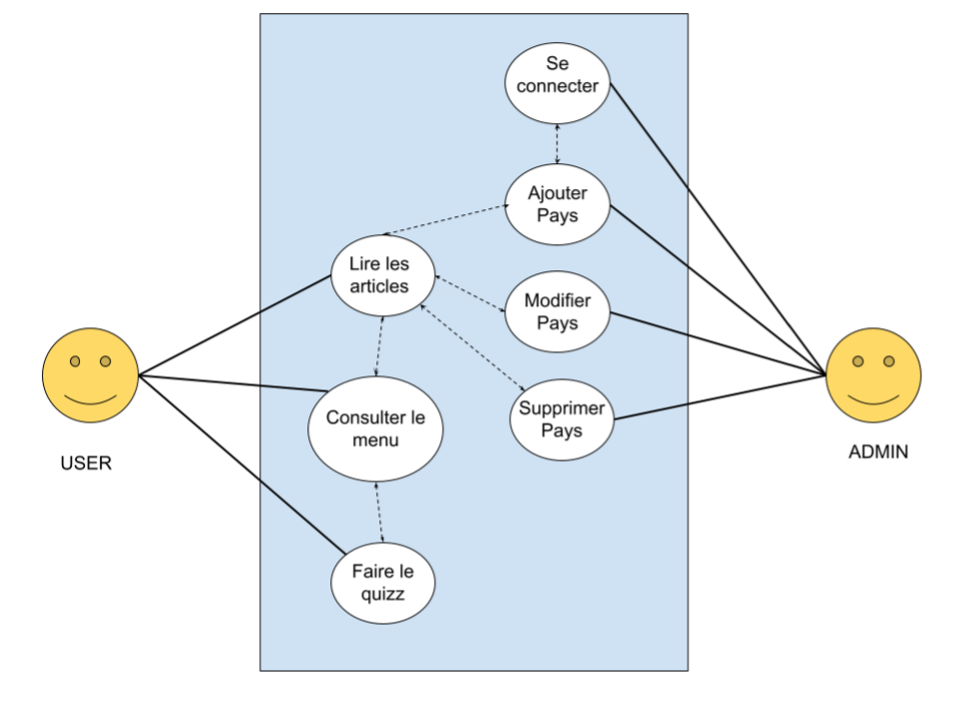 Se
connecter
Ajouter
Pays
Lire les
articles
Modifier
Pays
Consulter le
menu
Supprimer
Pays
USER
ADMIN
Faire le
quizz